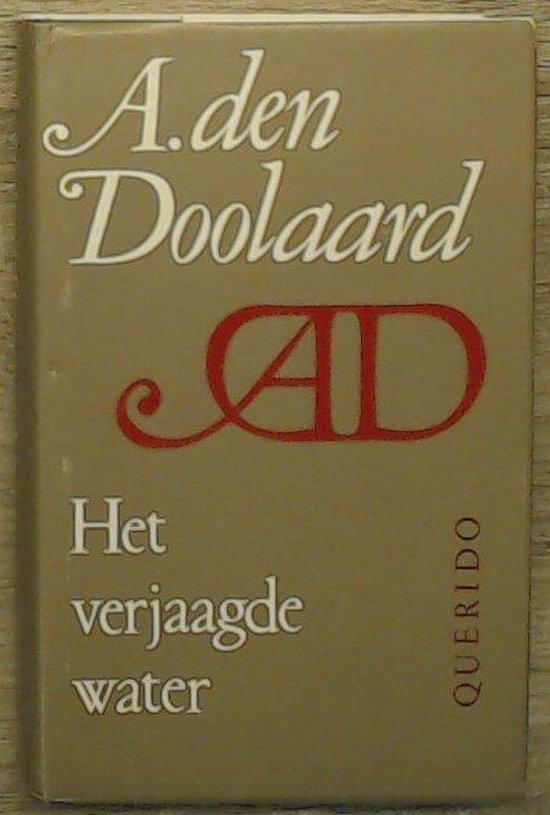 A. den
Doolaard
AD
Het
verjaagde
water
QUERIDO